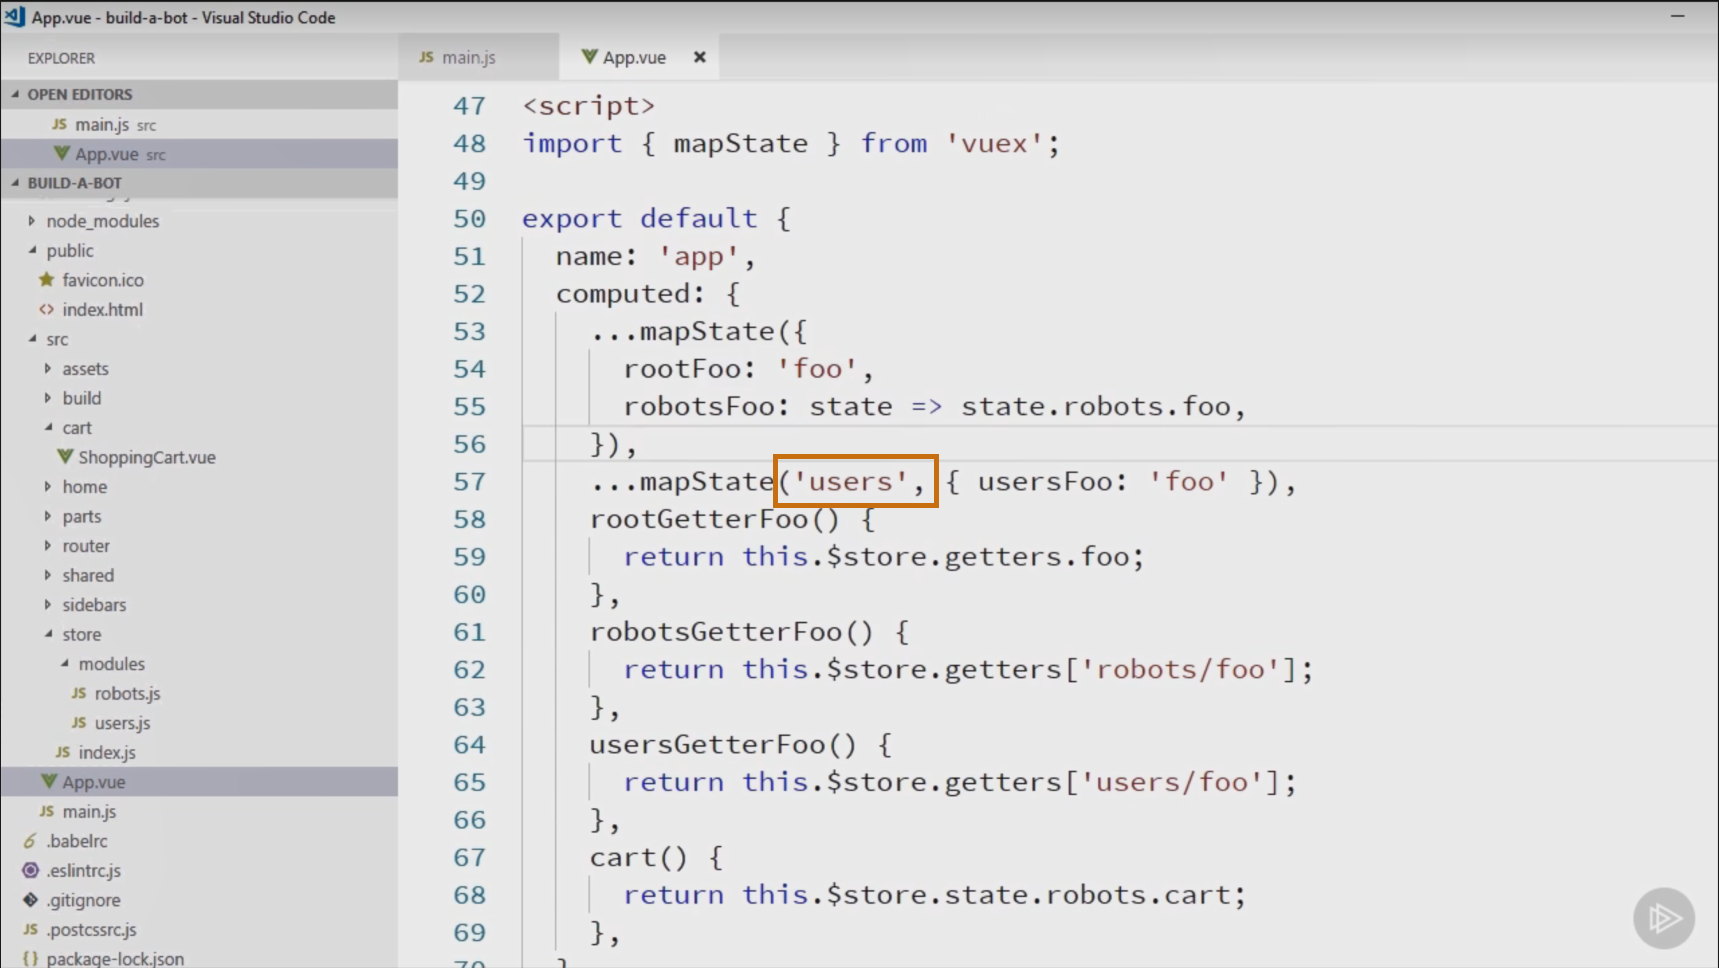 App.vue - build-a-bot - Visual Studio Code
EXPLORER
OPEN EDITORS
JS main.js src
App.vue src
BUILD-A-BOT
node_modules
public
favicon.ico
<> index.html
src
assets
build
cart
ShoppingCart.vue
home
parts
router
shared
sidebars
store
modules
JS robots.js
JS users.js
JS index.js
App.vue
JS main.js
6 .babelrc
.eslintrc.js
.gitignore
JS .postcssrc.js
{} package-lock.json
JS main.js
App.vue
47 <script>
48 import { mapState } from 'vuex';
49
50 export default {
51 name: 'app',
52 computed: {
53 ...mapState({
54 rootFoo: 'foo',
55 robotsFoo: state => state.robots.foo,
56 }),
57 ...mapState('users', { usersFoo: 'foo' }),
58 rootGetterFoo() {
59 return this.$store.getters.foo;
60 },
61 robotsGetterFoo() {
62 return this.$store.getters['robots/foo'];
63 },
64 usersGetterFoo() {
65 return this.$store.getters['users/foo'];
66 },
67 cart() {
68 return this.$store.state.robots.cart;
69 },